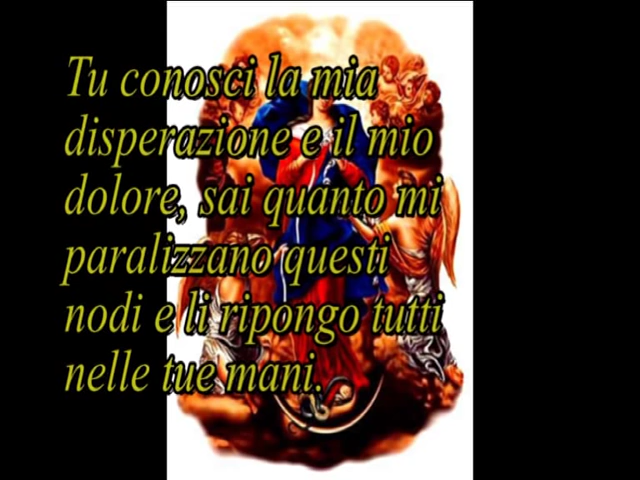 Tu conosci la mia
disperazione e il mio
dolore, sai quanto mi
paralizzano questi
nodi e li ripongo tutti
nelle tue mani.